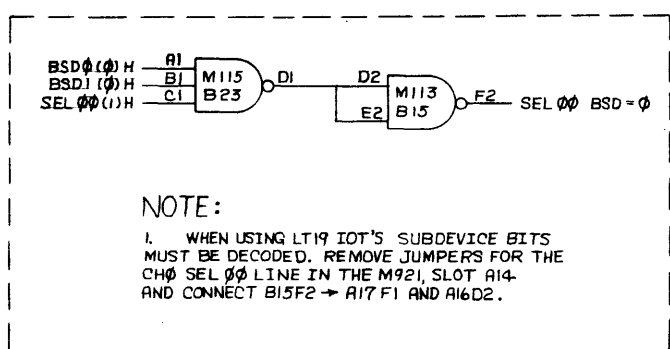 BSDØ(Ø)H A1
BSD1(Ø)H B1
SEL ØØ(1)H C1
M115
B23
D1
D2
E2
M113
B15
F2
SEL ØØ BSD = Ø
NOTE:
1. WHEN USING LT19 IOT'S SUBDEVICE BITS
MUST BE DECODED. REMOVE JUMPERS FOR THE
CHØ SEL ØØ LINE IN THE M921, SLOT A14
AND CONNECT B15F2 → A17F1 AND A16D2.